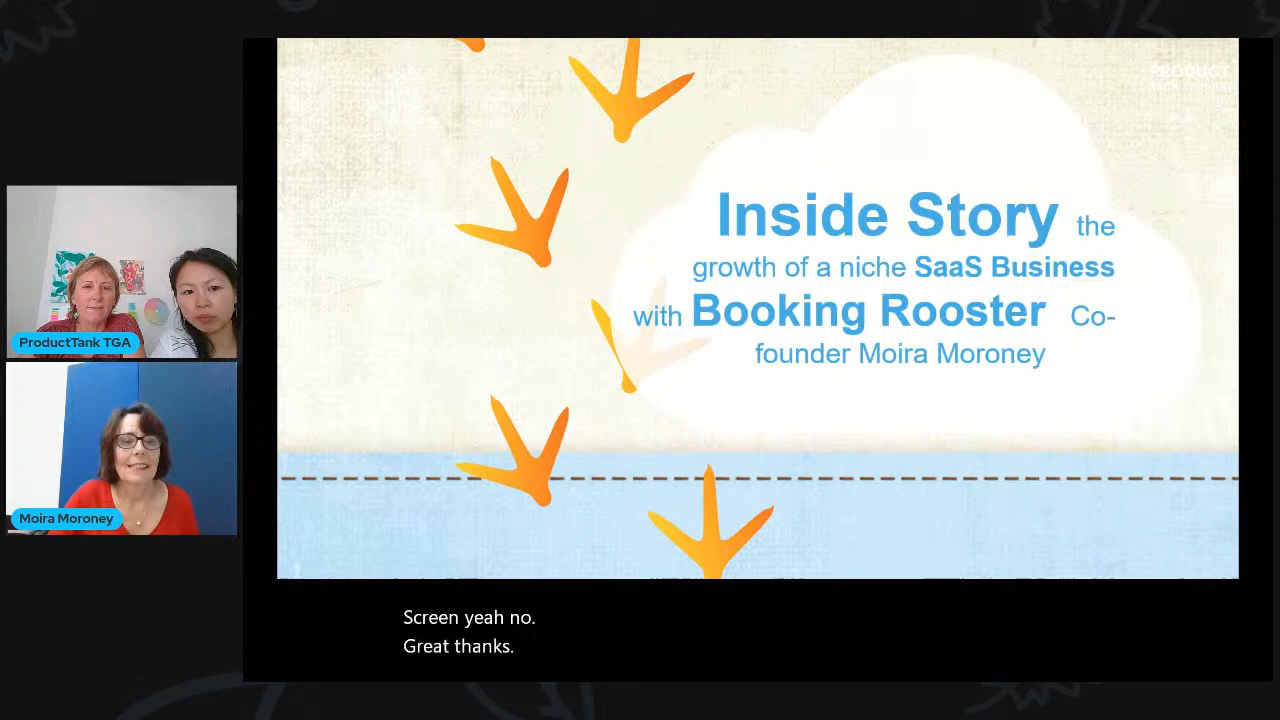 PRODUCT
Inside Story the
growth of a niche SaaS Business
with Booking Rooster Co-
founder Moira Moroney
ProductTank TGA
Moira Moroney
Screen yeah no.
Great thanks.